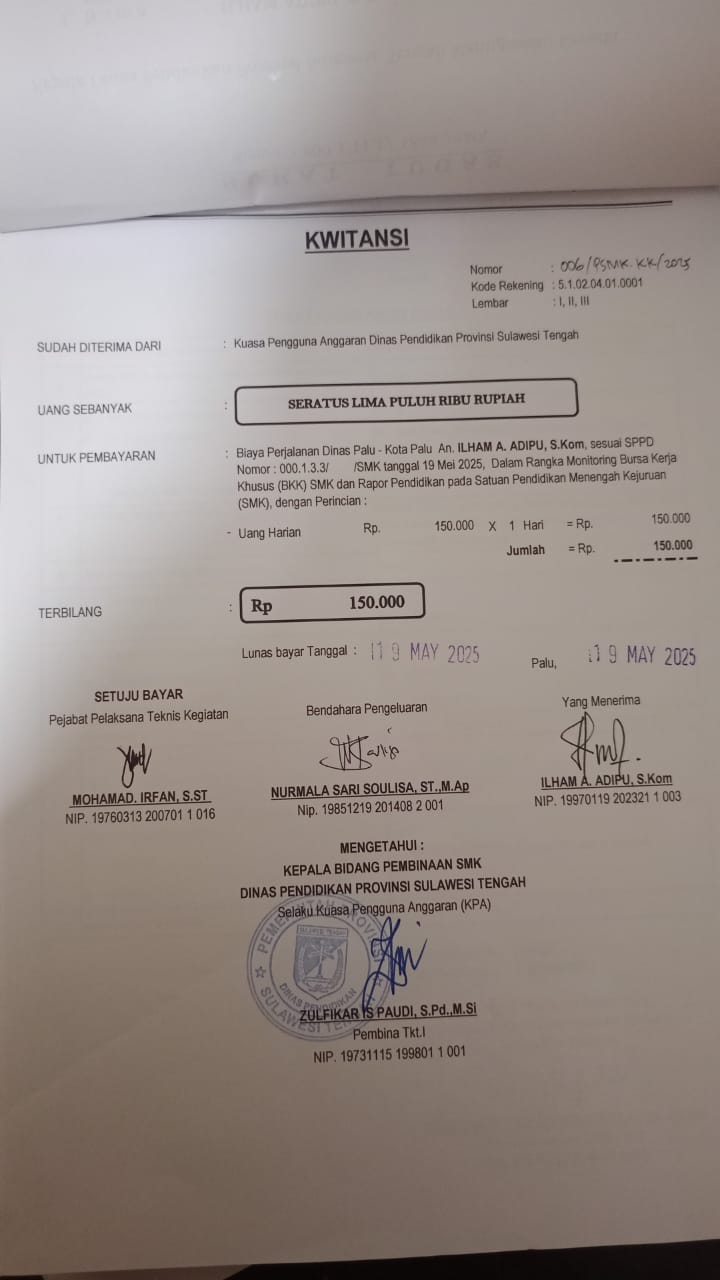 KWITANSI
Nomor : 006/PSMK.KK/2025
Kode Rekening : 5.1.02.04.01.0001
Lembar : I, II, III
SUDAH DITERIMA DARI : Kuasa Pengguna Anggaran Dinas Pendidikan Provinsi Sulawesi Tengah
UANG SEBANYAK : SERATUS LIMA PULUH RIBU RUPIAH
UNTUK PEMBAYARAN : Biaya Perjalanan Dinas Palu - Kota Palu An. ILHAM A. ADIPU, S.Kom, sesuai SPPD
Nomor : 000.1.3.3/ /SMK tanggal 19 Mei 2025, Dalam Rangka Monitoring Bursa Kerja
Khusus (BKK) SMK dan Rapor Pendidikan pada Satuan Pendidikan Menengah Kejuruan
(SMK), dengan Perincian :
- Uang Harian Rp. 150.000 X 1 Hari = Rp. 150.000
Jumlah = Rp. 150.000
TERBILANG : Rp 150.000
Lunas bayar Tanggal : 19 MAY 2025
Palu, 19 MAY 2025
SETUJU BAYAR
Pejabat Pelaksana Teknis Kegiatan
MOHAMAD. IRFAN, S.ST
NIP. 19760313 200701 1 016
Bendahara Pengeluaran
NURMALA SARI SOULISA, ST.,M.Ap
Nip. 19851219 201408 2 001
Yang Menerima
ILHAM A. ADIPU, S.Kom
NIP. 19970119 202321 1 003
MENGETAHUI :
KEPALA BIDANG PEMBINAAN SMK
DINAS PENDIDIKAN PROVINSI SULAWESI TENGAH
Selaku Kuasa Pengguna Anggaran (KPA)
PEMERINTAH PROVINSI
SULAWESI TENGAH
DINAS PENDIDIKAN
SULAWESI TENGAH
ZULFIKAR IS PAUDI, S.Pd.,M.Si
Pembina Tkt.I
NIP. 19731115 199801 1 001